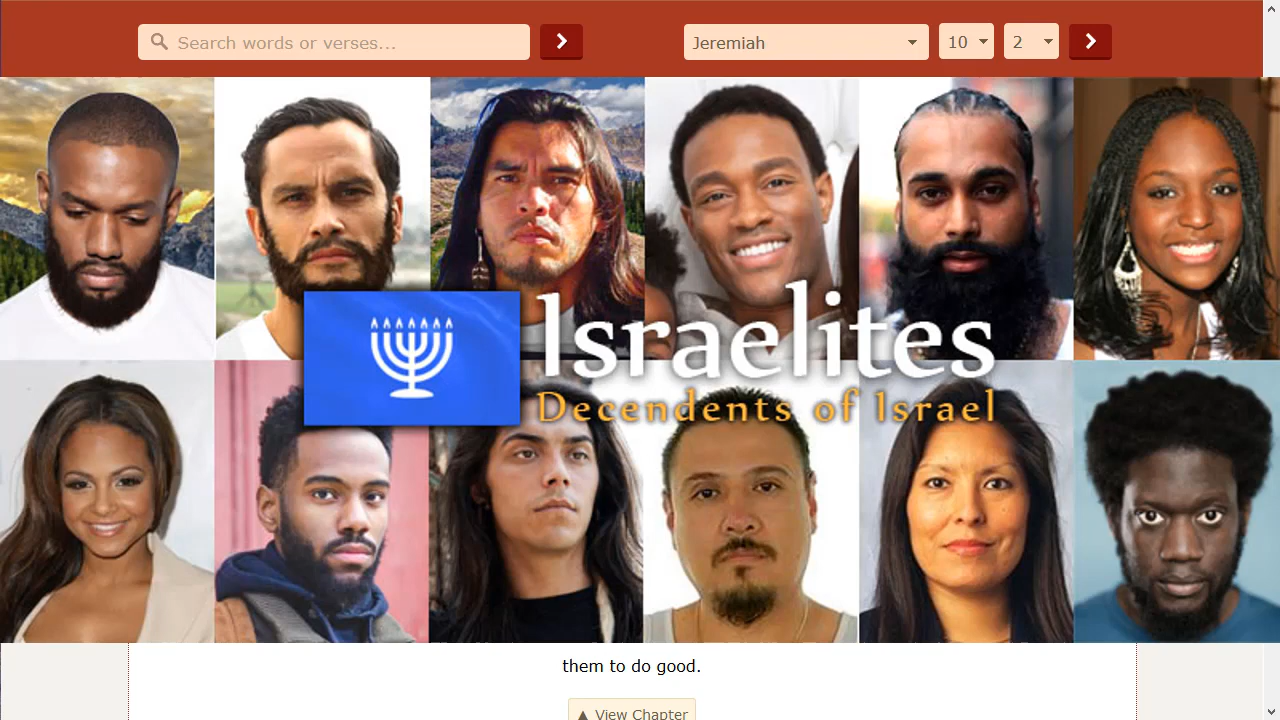 Search words or verses...
Jeremiah
10
2
Israelites
Decendents of Israel
them to do good.
▲ View Chapter